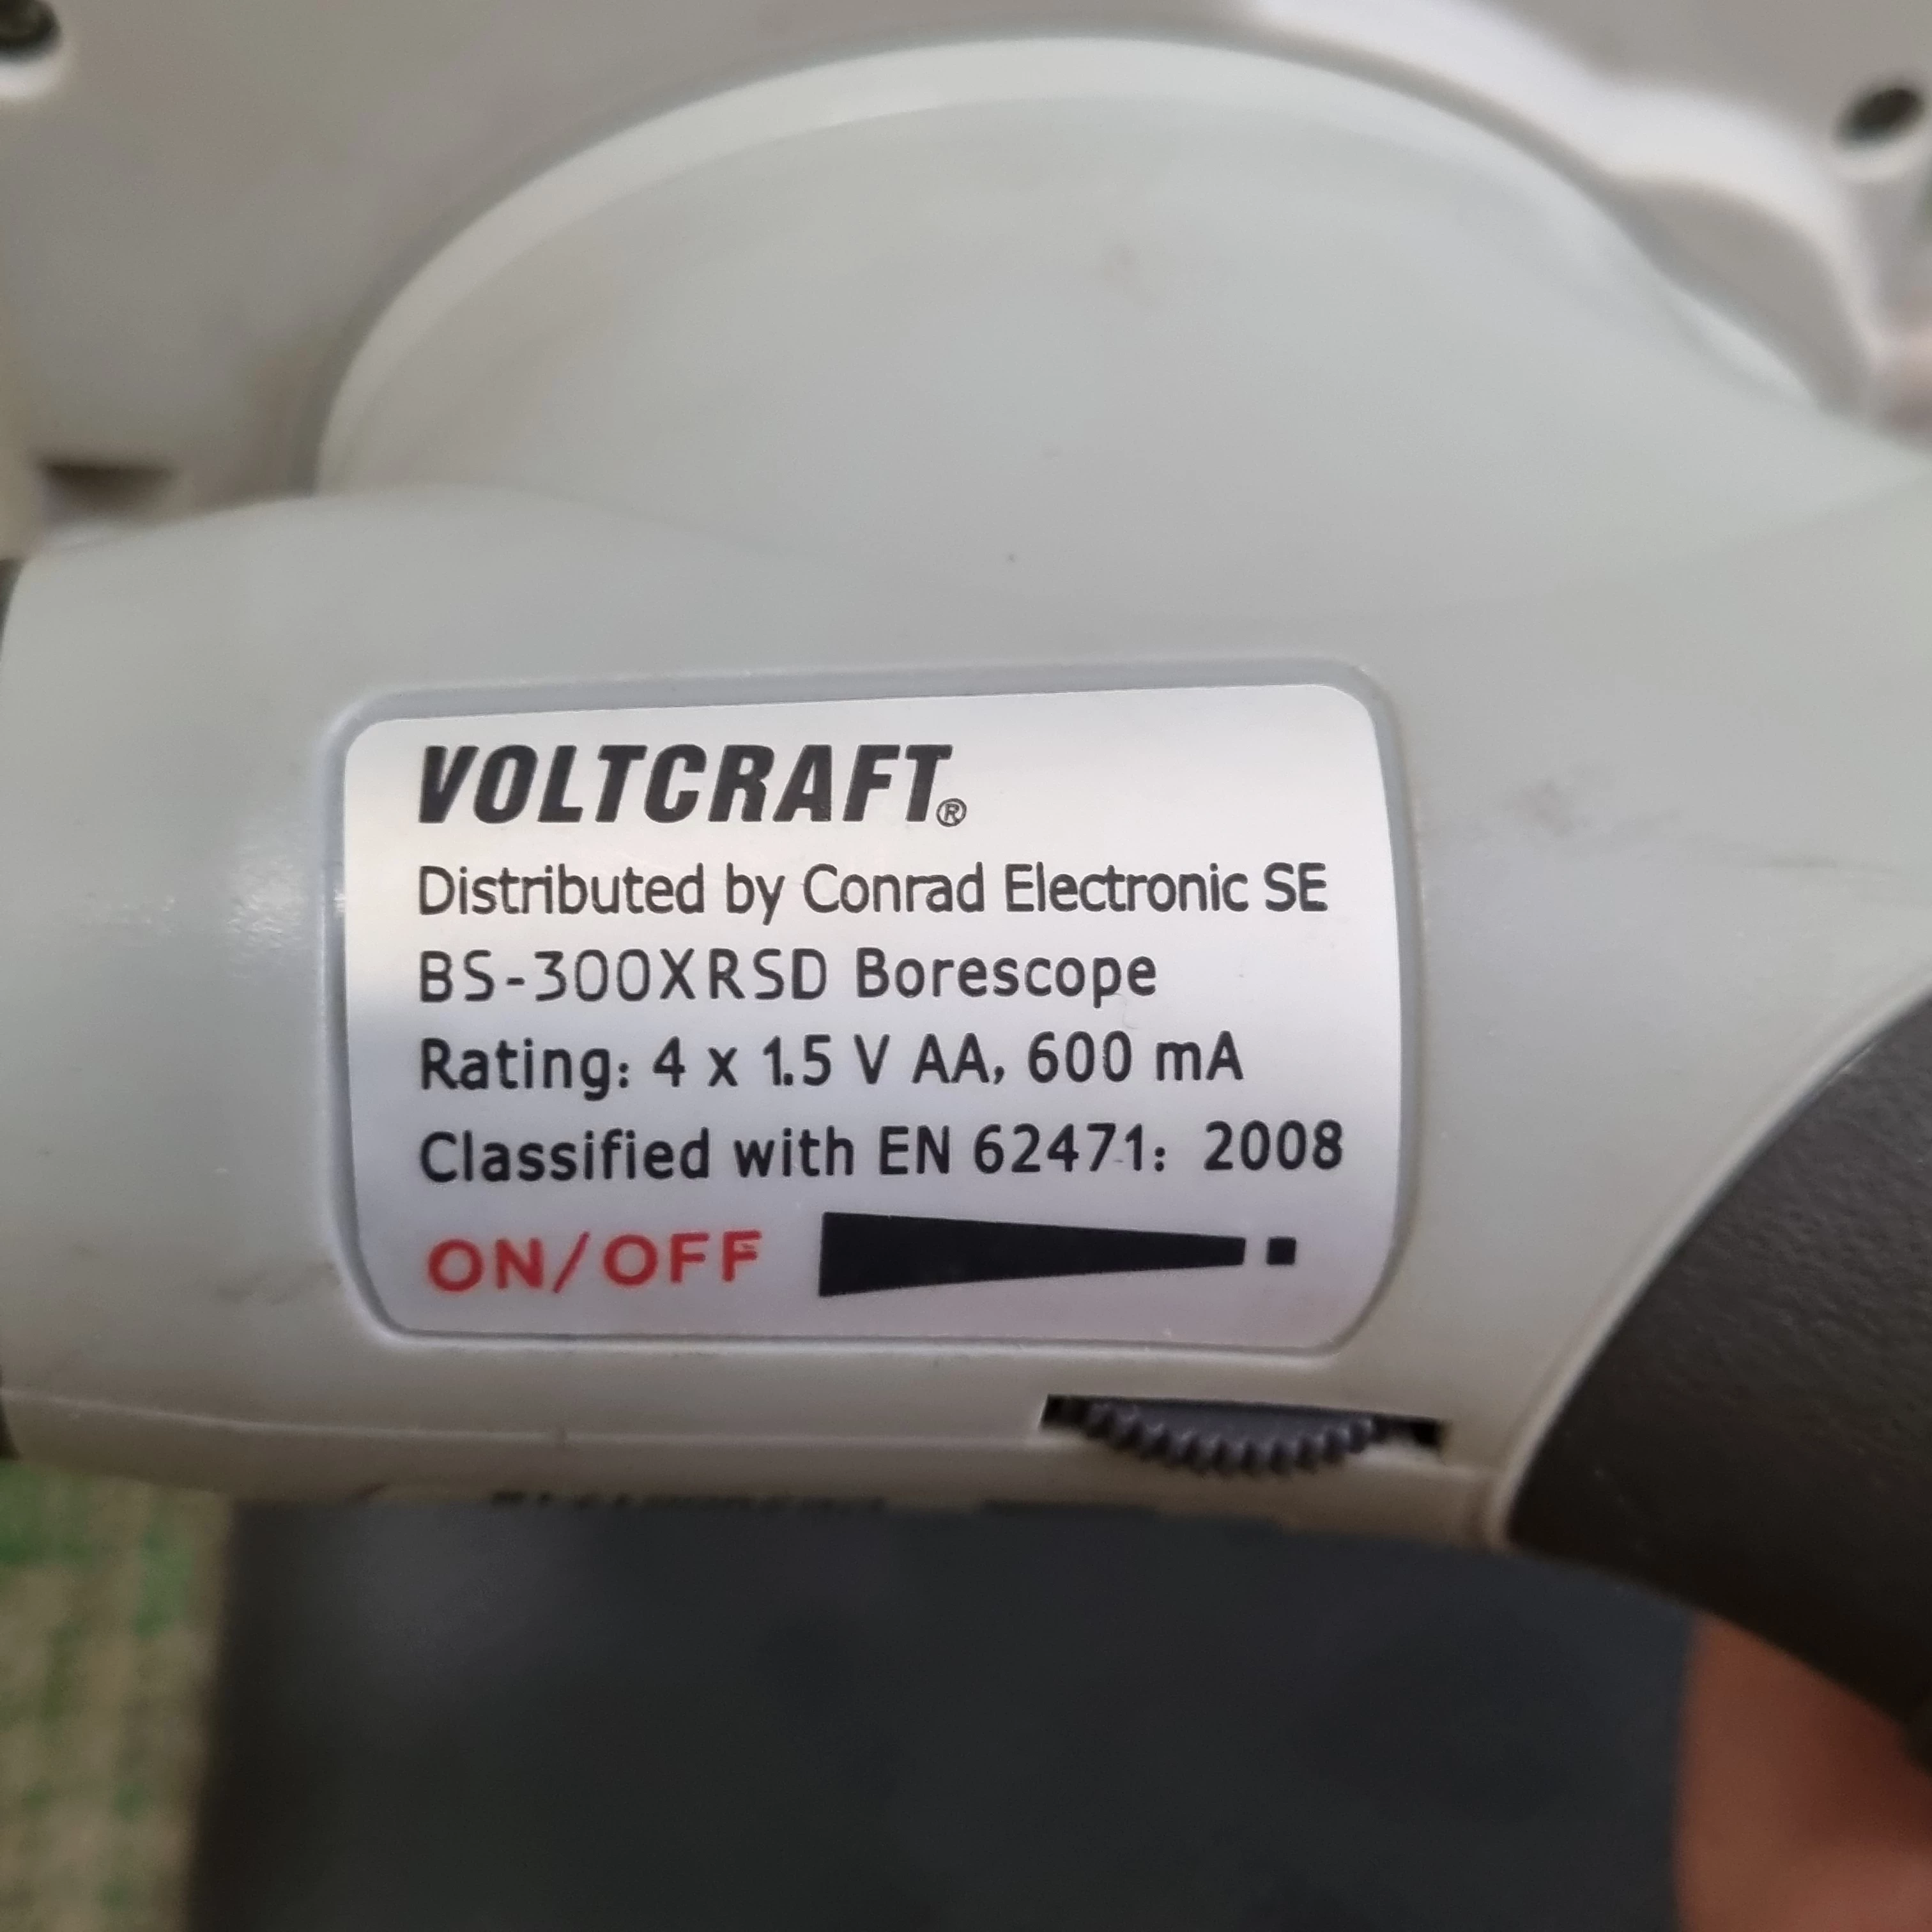 VOLTCRAFT®
Distributed by Conrad Electronic SE
BS-300XRSD Borescope
Rating: 4 x 1.5 V AA, 600 mA
Classified with EN 62471: 2008
ON/OFF